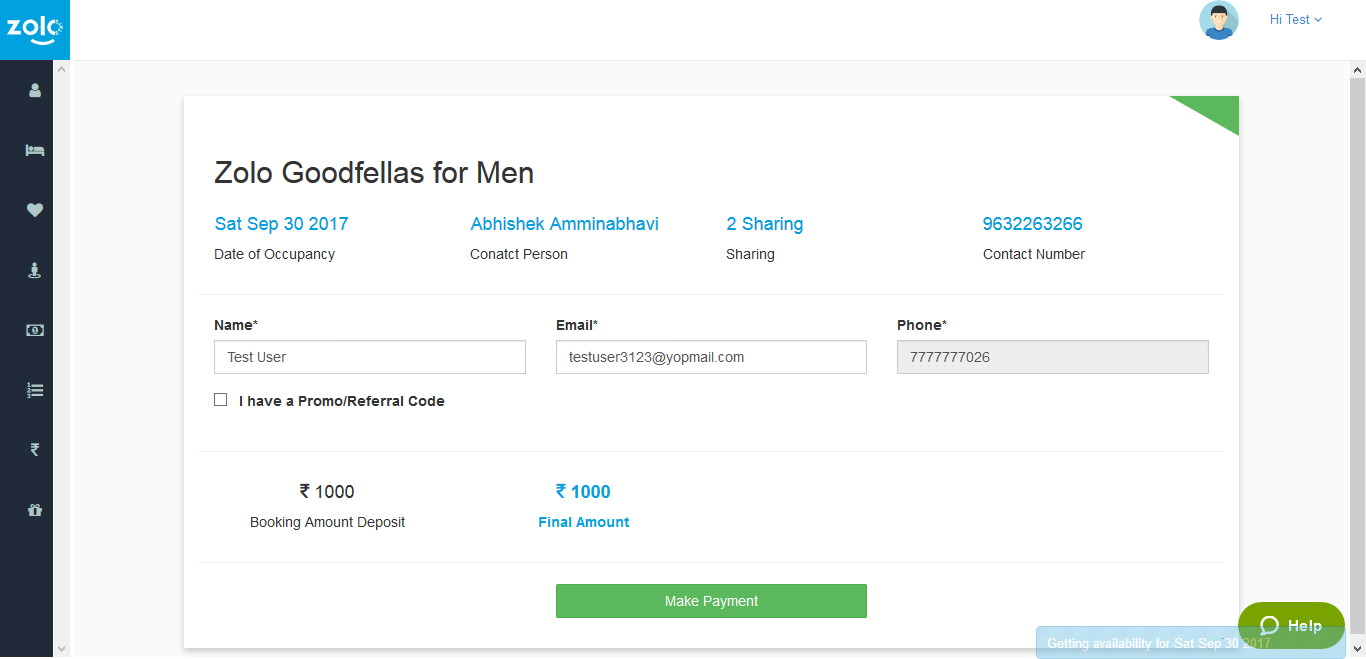 zolo
Hi Test
Zolo Goodfellas for Men
Sat Sep 30 2017 Abhishek Amminabhavi 2 Sharing 9632263266
Date of Occupancy Conatct Person Sharing Contact Number
Name* Email* Phone*
Test User testuser3123@yopmail.com 7777777026
I have a Promo/Referral Code
₹ 1000 ₹ 1000
Booking Amount Deposit Final Amount
Make Payment
Help
Getting availability for Sat Sep 30 2017